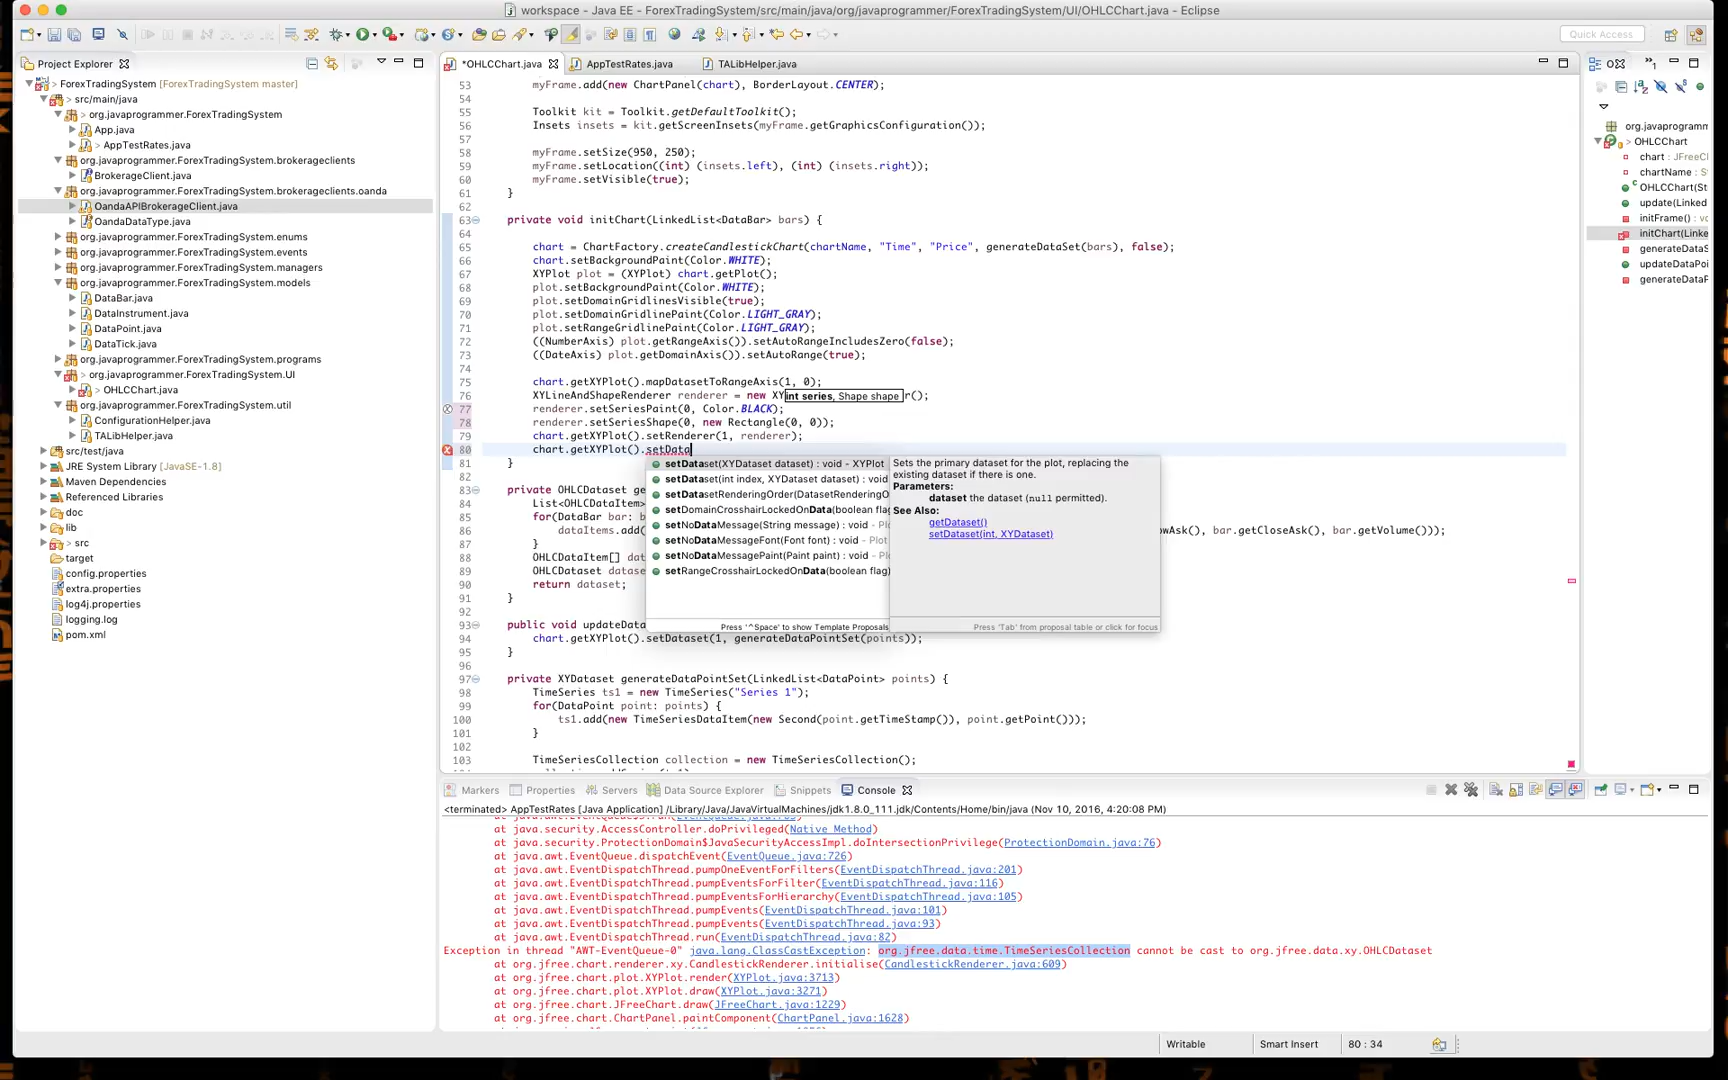 workspace - Java EE - ForexTradingSystem/src/main/java/org/javaprogrammer/ForexTradingSystem/UI/OHLCChart.java - Eclipse
Quick Access
Project Explorer
ForexTradingSystem [ForexTradingSystem master]
src/main/java
org.javaprogrammer.ForexTradingSystem
App.java
> AppTestRates.java
org.javaprogrammer.ForexTradingSystem.brokerageclients
BrokerageClient.java
org.javaprogrammer.ForexTradingSystem.brokerageclients.oanda
OandaAPIBrokerageClient.java
OandaDataType.java
org.javaprogrammer.ForexTradingSystem.enums
org.javaprogrammer.ForexTradingSystem.events
org.javaprogrammer.ForexTradingSystem.managers
org.javaprogrammer.ForexTradingSystem.models
DataBar.java
DataInstrument.java
DataPoint.java
DataTick.java
org.javaprogrammer.ForexTradingSystem.programs
> org.javaprogrammer.ForexTradingSystem.UI
> OHLCChart.java
org.javaprogrammer.ForexTradingSystem.util
ConfigurationHelper.java
TALibHelper.java
src/test/java
JRE System Library [JavaSE-1.8]
Maven Dependencies
Referenced Libraries
doc
lib
> src
target
config.properties
extra.properties
log4j.properties
logging.log
pom.xml
*OHLCChart.java
AppTestRates.java
TALibHelper.java
53 myFrame.add(new ChartPanel(chart), BorderLayout.CENTER);
54
55 Toolkit kit = Toolkit.getDefaultToolkit();
56 Insets insets = kit.getScreenInsets(myFrame.getGraphicsConfiguration());
57
58 myFrame.setSize(950, 250);
59 myFrame.setLocation((int) (insets.left), (int) (insets.right));
60 myFrame.setVisible(true);
61 }
62
63 private void initChart(LinkedList<DataBar> bars) {
64
65 chart = ChartFactory.createCandlestickChart(chartName, "Time", "Price", generateDataSet(bars), false);
66 chart.setBackgroundPaint(Color.WHITE);
67 XYPlot plot = (XYPlot) chart.getPlot();
68 plot.setBackgroundPaint(Color.WHITE);
69 plot.setDomainGridlinesVisible(true);
70 plot.setDomainGridlinePaint(Color.LIGHT_GRAY);
71 plot.setRangeGridlinePaint(Color.LIGHT_GRAY);
72 ((NumberAxis) plot.getRangeAxis()).setAutoRangeIncludesZero(false);
73 ((DateAxis) plot.getDomainAxis()).setAutoRange(true);
74
75 chart.getXYPlot().mapDatasetToRangeAxis(1, 0);
76 XYLineAndShapeRenderer renderer = new XY int series, Shape shape r();
77 renderer.setSeriesPaint(0, Color.BLACK);
78 renderer.setSeriesShape(0, new Rectangle(0, 0));
79 chart.getXYPlot().setRenderer(1, renderer);
80 chart.getXYPlot().setData
81 }
setDataset(XYDataset dataset) : void - XYPlot
setDataset(int index, XYDataset dataset) : void
setDatasetRenderingOrder(DatasetRenderingO
setDomainCrosshairLockedOnData(boolean flag
setNoDataMessage(String message) : void - Plo
setNoDataMessageFont(Font font) : void - Plot
setNoDataMessagePaint(Paint paint) : void
setRangeCrosshairLockedOnData(boolean flag)
Press '^Space' to show Template Proposals
Sets the primary dataset for the plot, replacing the
existing dataset if there is one.
Parameters:
dataset the dataset (null permitted).
See Also:
getDataset()
setDataset(int, XYDataset)
Press 'Tab' from proposal table or click for focus
83 private OHLCDataset ge
84 List<OHLCDataItem>
85 for(DataBar bar: b
86 dataItems.add( owAsk(), bar.getCloseAsk(), bar.getVolume()));
87 }
88 OHLCDataItem[] dat
89 OHLCDataset datase
90 return dataset;
91 }
92
93 public void updateData
94 chart.getXYPlot().setDataset(1, generateDataPointSet(points));
95 }
96
97 private XYDataset generateDataPointSet(LinkedList<DataPoint> points) {
98 TimeSeries ts1 = new TimeSeries("Series 1");
99 for(DataPoint point: points) {
100 ts1.add(new TimeSeriesDataItem(new Second(point.getTimeStamp()), point.getPoint()));
101 }
102
103 TimeSeriesCollection collection = new TimeSeriesCollection();
org.javaprogramm
OHLCChart
chart : JFreeCl
chartName : S
OHLCChart(St
update(Linked
initFrame() : vo
initChart(Linke
generateDataS
updateDataPoi
generateDataP
Markers
Properties
Servers
Data Source Explorer
Snippets
Console
<terminated> AppTestRates [Java Application] /Library/Java/JavaVirtualMachines/jdk1.8.0_111.jdk/Contents/Home/bin/java (Nov 10, 2016, 4:20:08 PM)
at java.security.AccessController.doPrivileged(Native Method)
at java.security.ProtectionDomain$JavaSecurityAccessImpl.doIntersectionPrivilege(ProtectionDomain.java:76)
at java.awt.EventQueue.dispatchEvent(EventQueue.java:726)
at java.awt.EventDispatchThread.pumpOneEventForFilters(EventDispatchThread.java:201)
at java.awt.EventDispatchThread.pumpEventsForFilter(EventDispatchThread.java:116)
at java.awt.EventDispatchThread.pumpEventsForHierarchy(EventDispatchThread.java:105)
at java.awt.EventDispatchThread.pumpEvents(EventDispatchThread.java:101)
at java.awt.EventDispatchThread.pumpEvents(EventDispatchThread.java:93)
at java.awt.EventDispatchThread.run(EventDispatchThread.java:82)
Exception in thread "AWT-EventQueue-0" java.lang.ClassCastException: org.jfree.data.time.TimeSeriesCollection cannot be cast to org.jfree.data.xy.OHLCDataset
at org.jfree.chart.renderer.xy.CandlestickRenderer.initialise(CandlestickRenderer.java:609)
at org.jfree.chart.plot.XYPlot.render(XYPlot.java:3713)
at org.jfree.chart.plot.XYPlot.draw(XYPlot.java:3271)
at org.jfree.chart.JFreeChart.draw(JFreeChart.java:1229)
at org.jfree.chart.ChartPanel.paintComponent(ChartPanel.java:1628)
Writable
Smart Insert
80 : 34